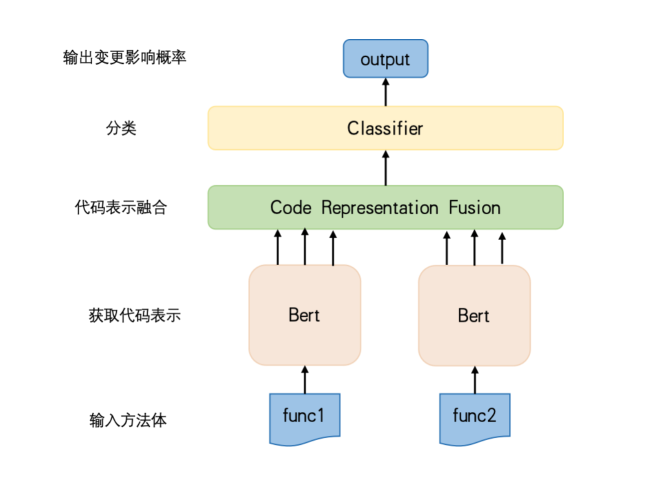 输出变更影响概率
output
分类
Classifier
代码表示融合
Code Representation Fusion
获取代码表示
Bert
Bert
输入方法体
func1
func2